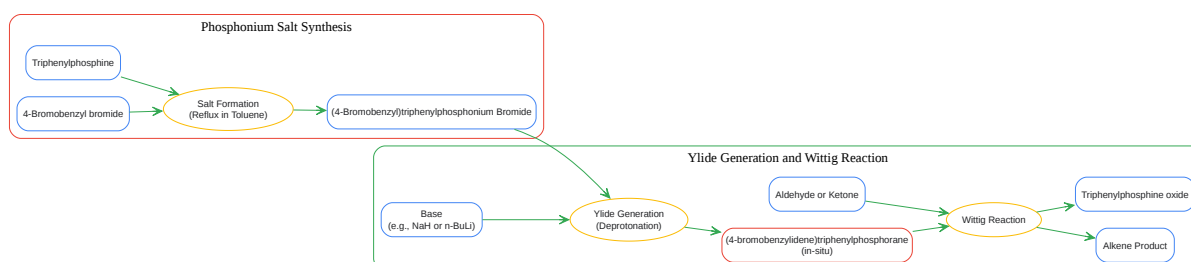 Phosphonium Salt Synthesis
Triphenylphosphine
4-Bromobenzyl bromide
Salt Formation
(Reflux in Toluene)
(4-Bromobenzyl)triphenylphosphonium Bromide
Ylide Generation and Wittig Reaction
Base
(e.g., NaH or n-BuLi)
Ylide Generation
(Deprotonation)
Aldehyde or Ketone
(4-bromobenzylidene)triphenylphosphorane
(in-situ)
Wittig Reaction
Triphenylphosphine oxide
Alkene Product